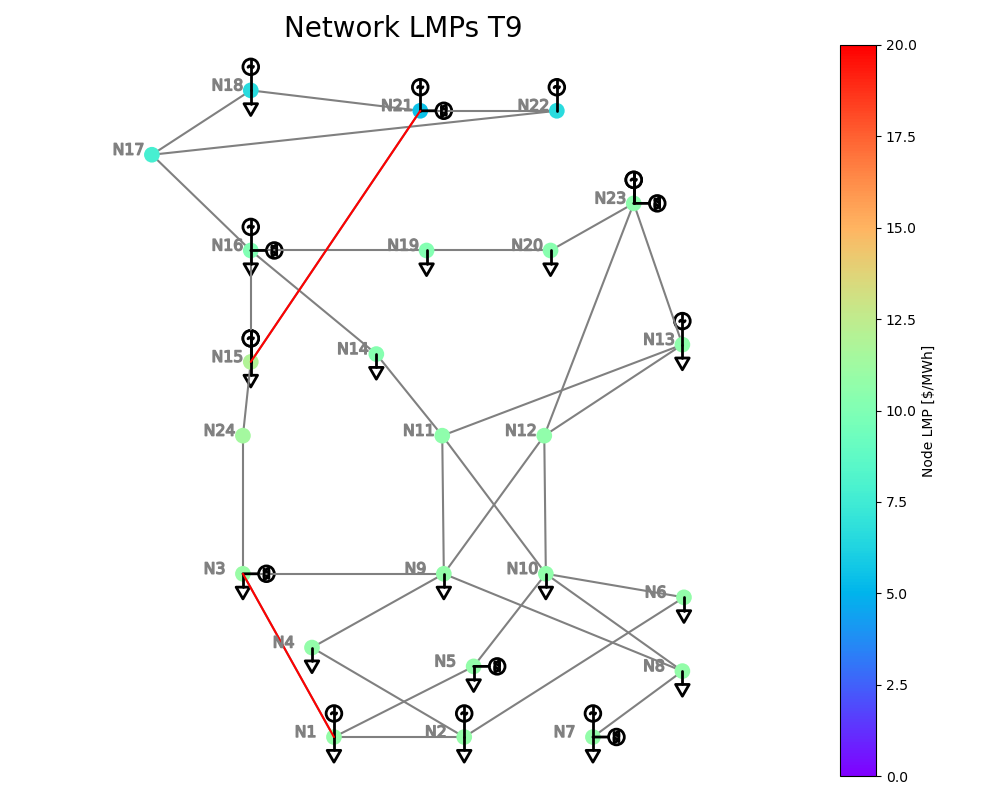 Network LMPs T9
N18
N21
N22
N17
N23
N16
N19
N20
N13
N15
N14
N24
N11
N12
N3
N9
N10
N6
N4
N5
N8
N1
N2
N7
20.0
17.5
15.0
12.5
10.0
7.5
5.0
2.5
0.0
Node LMP [$/MWh]